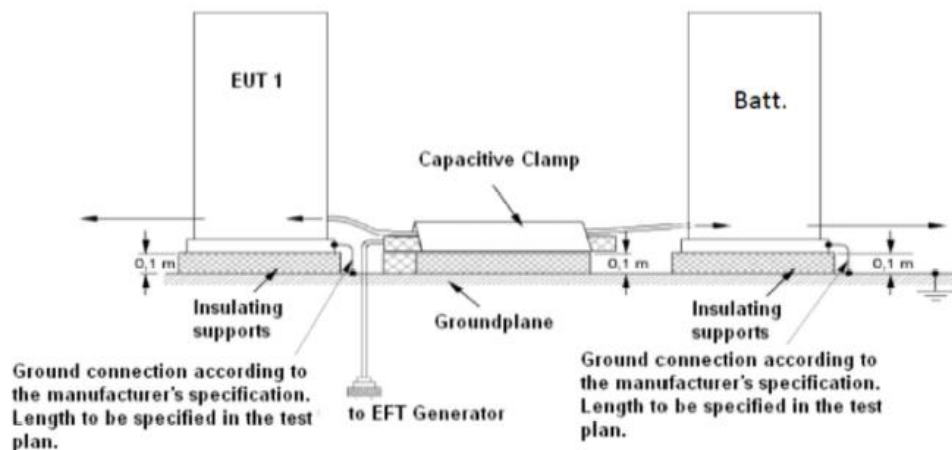 EUT 1
Batt.
Capacitive Clamp
0,1 m
0,1 m
0,1 m
Insulating
supports
Groundplane
Insulating
supports
Ground connection according to
the manufacturer's specification.
Length to be specified in the test
plan.
to EFT Generator
Ground connection according to
the manufacturer's specification.
Length to be specified in the test
plan.